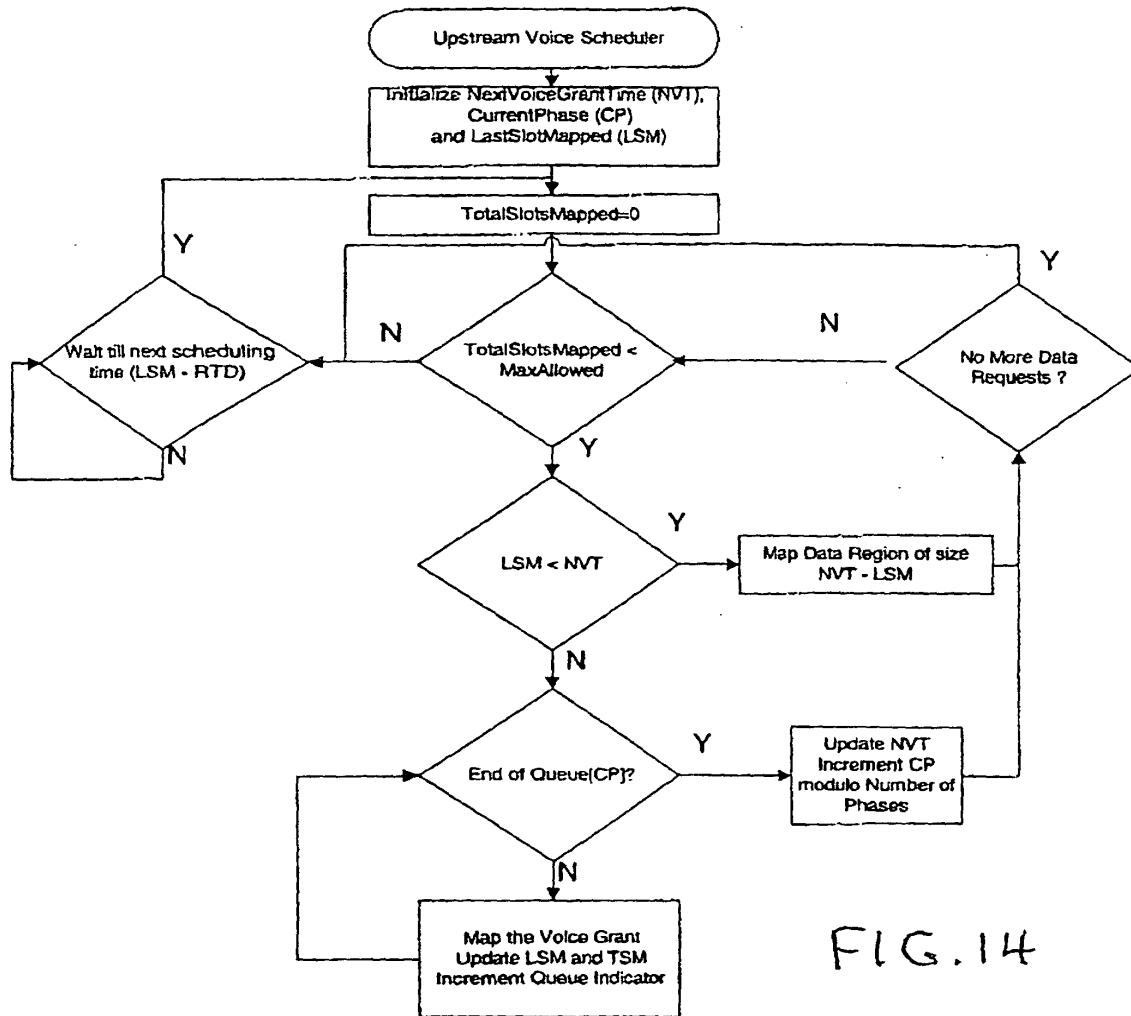 Upstream Voice Scheduler
Initialize NextVoiceGrantTime (NVT),
CurrentPhase (CP)
and LastSlotMapped (LSM)
TotalSlotsMapped=0
Y
Y
Wait till next scheduling
time (LSM - RTD)
N
N
TotalSlotsMapped <
MaxAllowed
N
No More Data
Requests ?
Y
LSM < NVT
Y
Map Data Region of size
NVT - LSM
N
End of Queue[CP]?
Y
Update NVT
Increment CP
modulo Number of
Phases
N
Map the Voice Grant
Update LSM and TSM
Increment Queue Indicator
FIG. 14